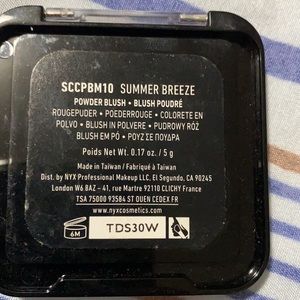 SCCPBM10 SUMMER BREEZE
POWDER BLUSH • BLUSH POUDRÉ
ROUGEPUDER • POEDERROUGE • COLORETE EN
POLVO • BLUSH IN POLVERE • PUDROWY RÓŻ
BLUSH EM PÓ • ΡΟΥΖ ΣΕ ΠΟΥΔΡΑ
Poids Net Wt. 0.17 oz. / 5 g
Made in Taiwan / Fabriqué à Taiwan
Dist. by NYX Professional Makeup LLC, El Segundo, CA 90245
London W6 8AZ – 41, rue Martre 92110 CLICHY France
TSA 75000 93584 ST OUEN CEDEX FR
www.nyxcosmetics.com
6M
TDS30W